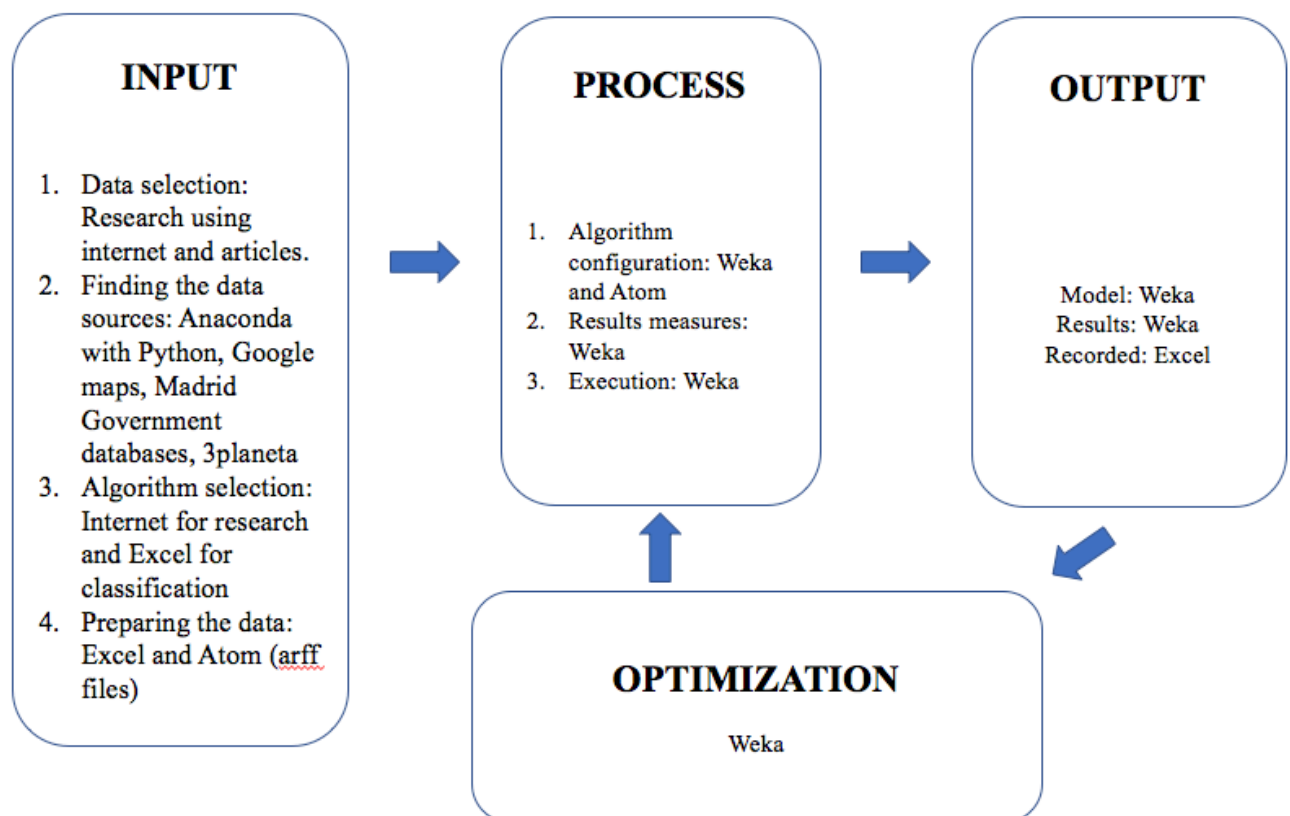 INPUT
1. Data selection:
Research using
internet and articles.
2. Finding the data
sources: Anaconda
with Python, Google
maps, Madrid
Government
databases, 3planeta
3. Algorithm selection:
Internet for research
and Excel for
classification
4. Preparing the data:
Excel and Atom (arff
files)
PROCESS
1. Algorithm
configuration: Weka
and Atom
2. Results measures:
Weka
3. Execution: Weka
OUTPUT
Model: Weka
Results: Weka
Recorded: Excel
OPTIMIZATION
Weka